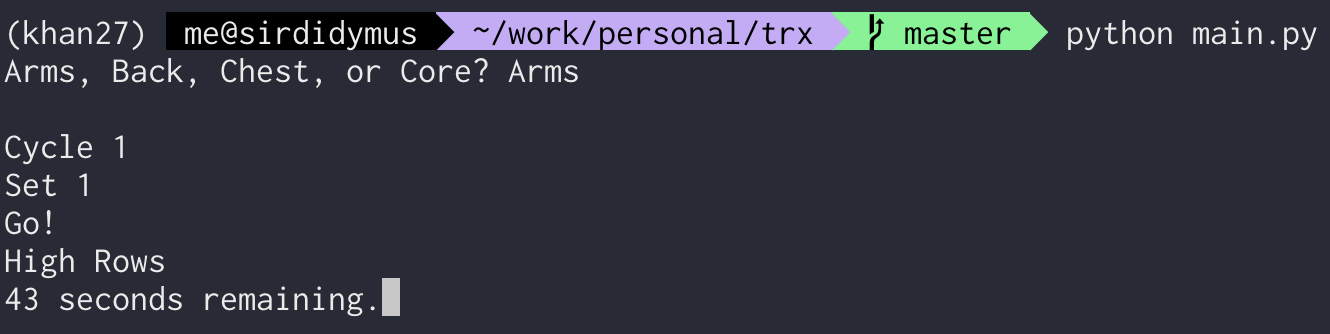 (khan27) me@sirdidymus ~/work/personal/trx master python main.py
Arms, Back, Chest, or Core? Arms
Cycle 1
Set 1
Go!
High Rows
43 seconds remaining.